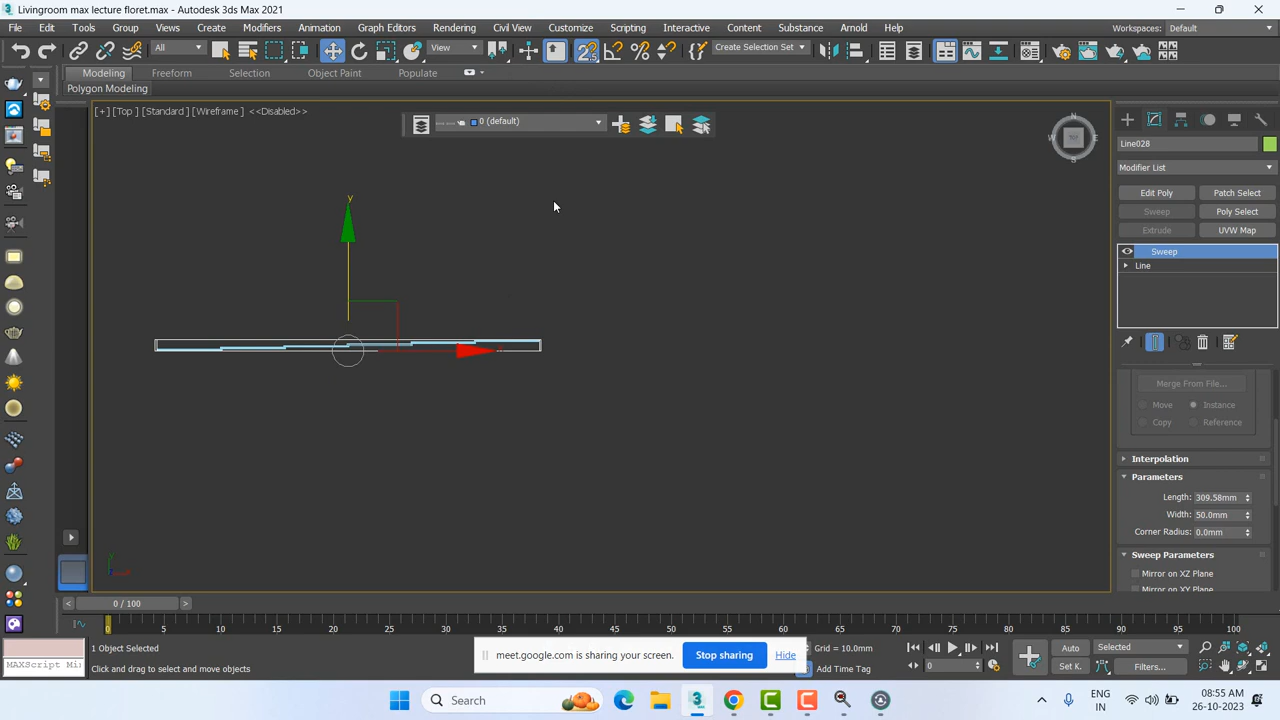 Livingroom max lecture floret.max - Autodesk 3ds Max 2021
File Edit Tools Group Views Create Modifiers Animation Graph Editors Rendering Civil View Customize Scripting Interactive Content Substance Arnold Help
Workspaces: Default
All View Create Selection Set
Modeling Freeform Selection Object Paint Populate
Polygon Modeling
[+] [Top ] [Standard ] [Wireframe ] <<Disabled>>
0 (default)
N
W E
S
Line028
Modifier List
Edit Poly Patch Select
Sweep Poly Select
Extrude UVW Map
Sweep
Line
y
Merge From File...
Move Instance
Copy Reference
Interpolation
Parameters
Length: 309.58mm
Width: 50.0mm
Corner Radius: 0.0mm
Sweep Parameters
Mirror on XZ Plane
Mirror on XY Plane
< 0 / 100 >
0 5 10 15 20 25 30 35 40 45 50 55 60 65 70 75 80 85 90 95 100
1 Object Selected
MAXScript Mi
Click and drag to select and move objects
meet.google.com is sharing your screen. Stop sharing Hide
Grid = 10.0mm
Add Time Tag
0
Auto Selected
Set K. Filters...
Search
ENG
IN
08:55 AM
26-10-2023